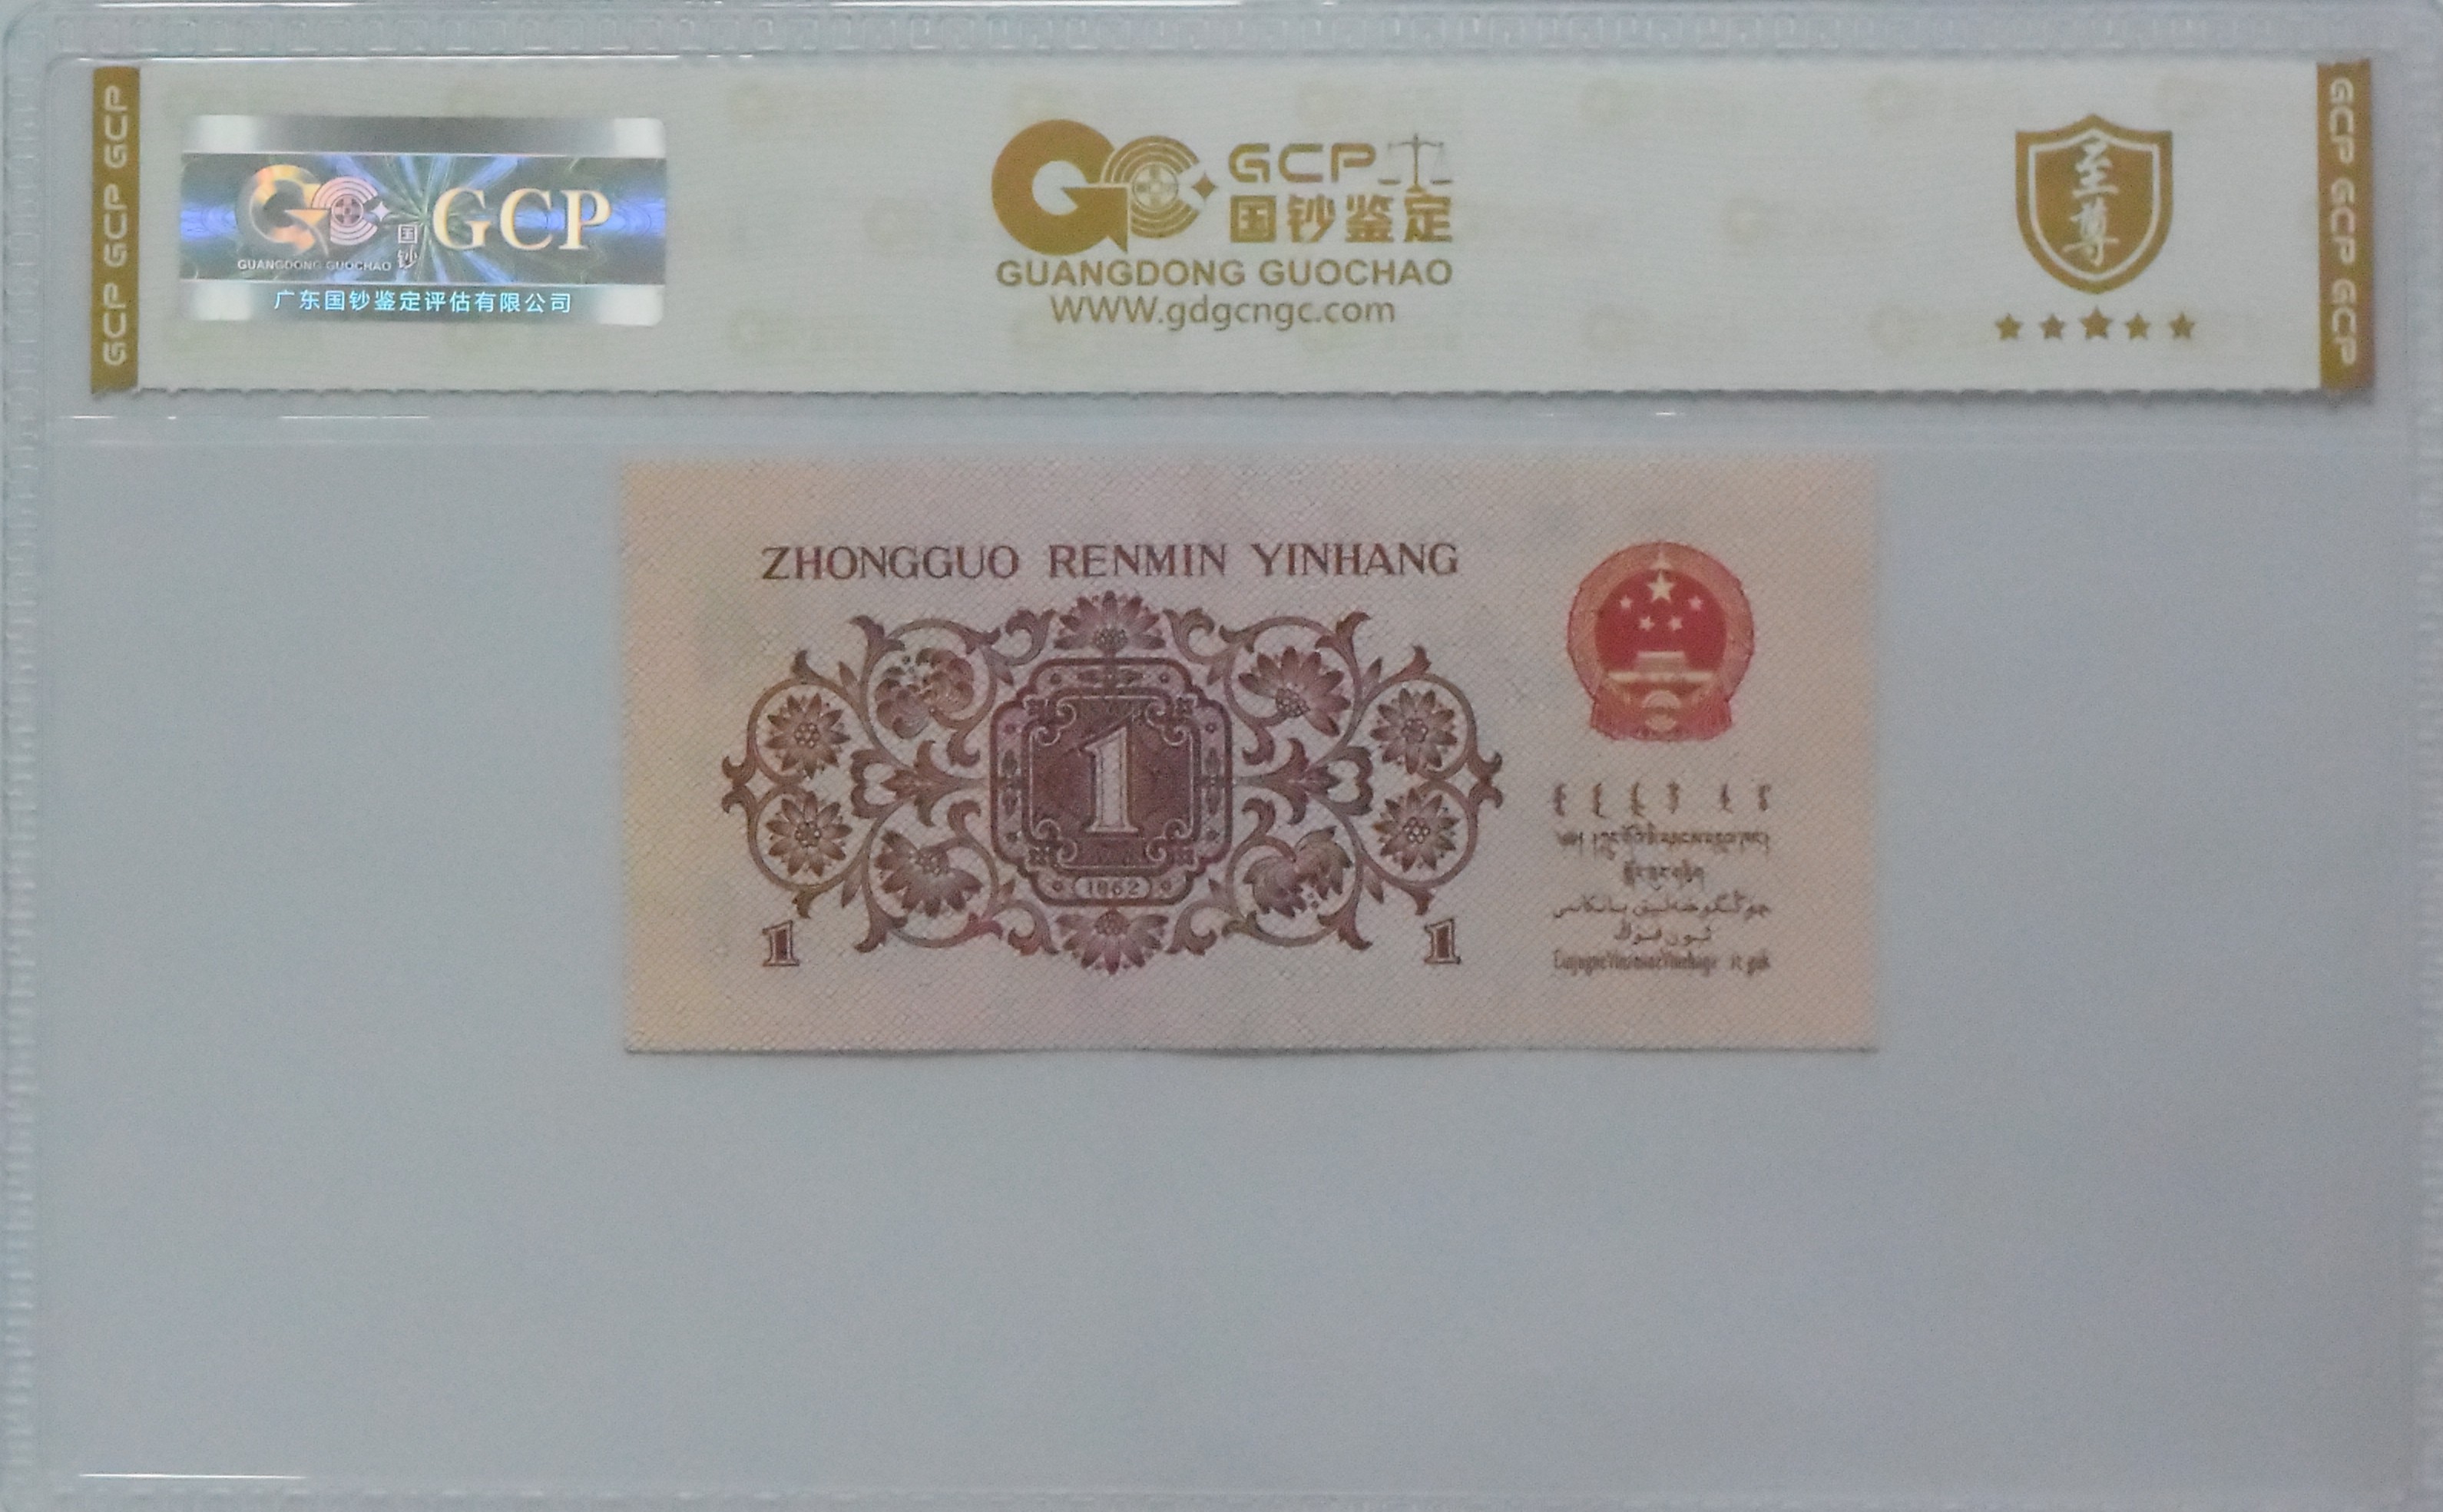 GCP GCP GCP
GCP
国钞
GUANGDONG GUOCHAO
广东国钞鉴定评估有限公司
GCP
国钞鉴定
GUANGDONG GUOCHAO
WWW.gdgcngc.com
至尊
GCP GCP GCP
ZHONGGUO RENMIN YINHANG
1
1962
1
1